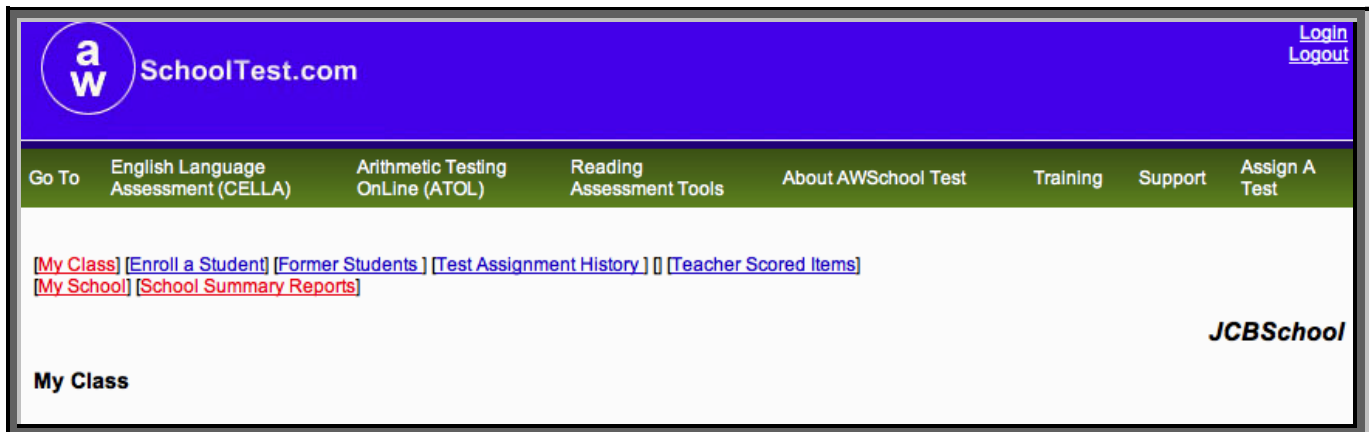 a
w
SchoolTest.com
Login
Logout
Go To
English Language
Assessment (CELLA)
Arithmetic Testing
OnLine (ATOL)
Reading
Assessment Tools
About AWSchool Test
Training
Support
Assign A
Test
[My Class] [Enroll a Student] [Former Students ] [Test Assignment History ] [] [Teacher Scored Items]
[My School] [School Summary Reports]
JCBSchool
My Class